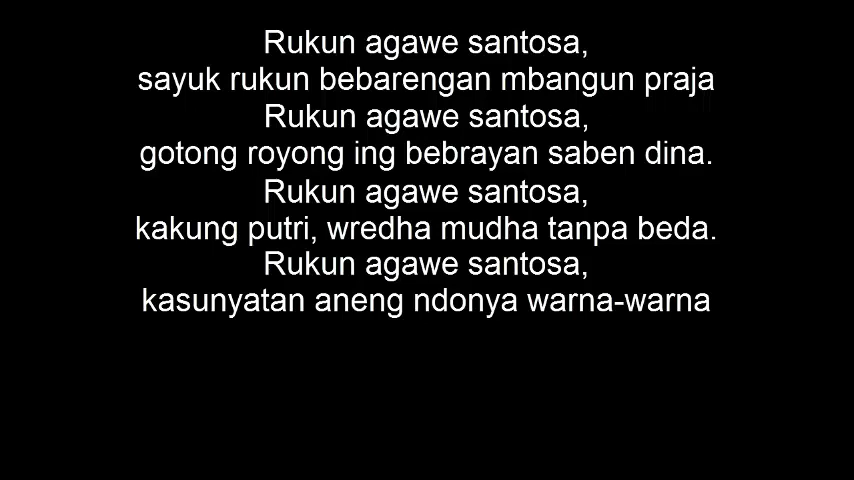 Rukun agawe santosa,
sayuk rukun bebarengan mbangun praja
Rukun agawe santosa,
gotong royong ing bebrayan saben dina.
Rukun agawe santosa,
kakung putri, wredha mudha tanpa beda.
Rukun agawe santosa,
kasunyatan aneng ndonya warna-warna